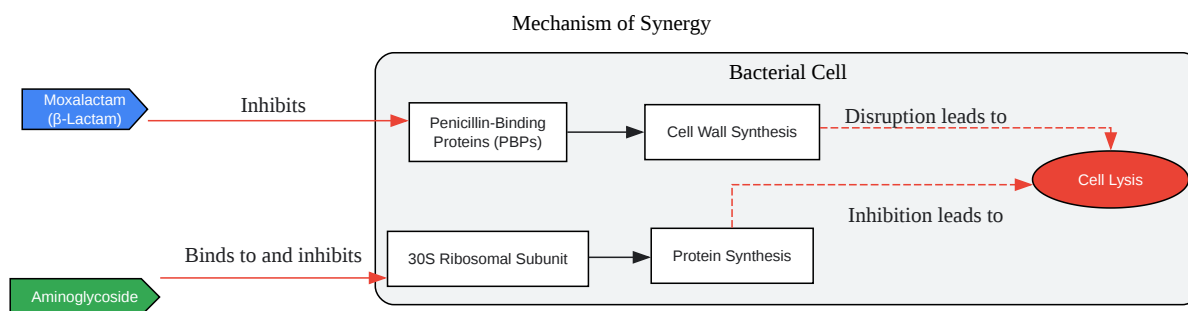 Mechanism of Synergy
Bacterial Cell
Moxalactam
(β-Lactam)
Inhibits
Penicillin-Binding
Proteins (PBPs)
Cell Wall Synthesis
Disruption leads to
Cell Lysis
Inhibition leads to
Aminoglycoside
Binds to and inhibits
30S Ribosomal Subunit
Protein Synthesis